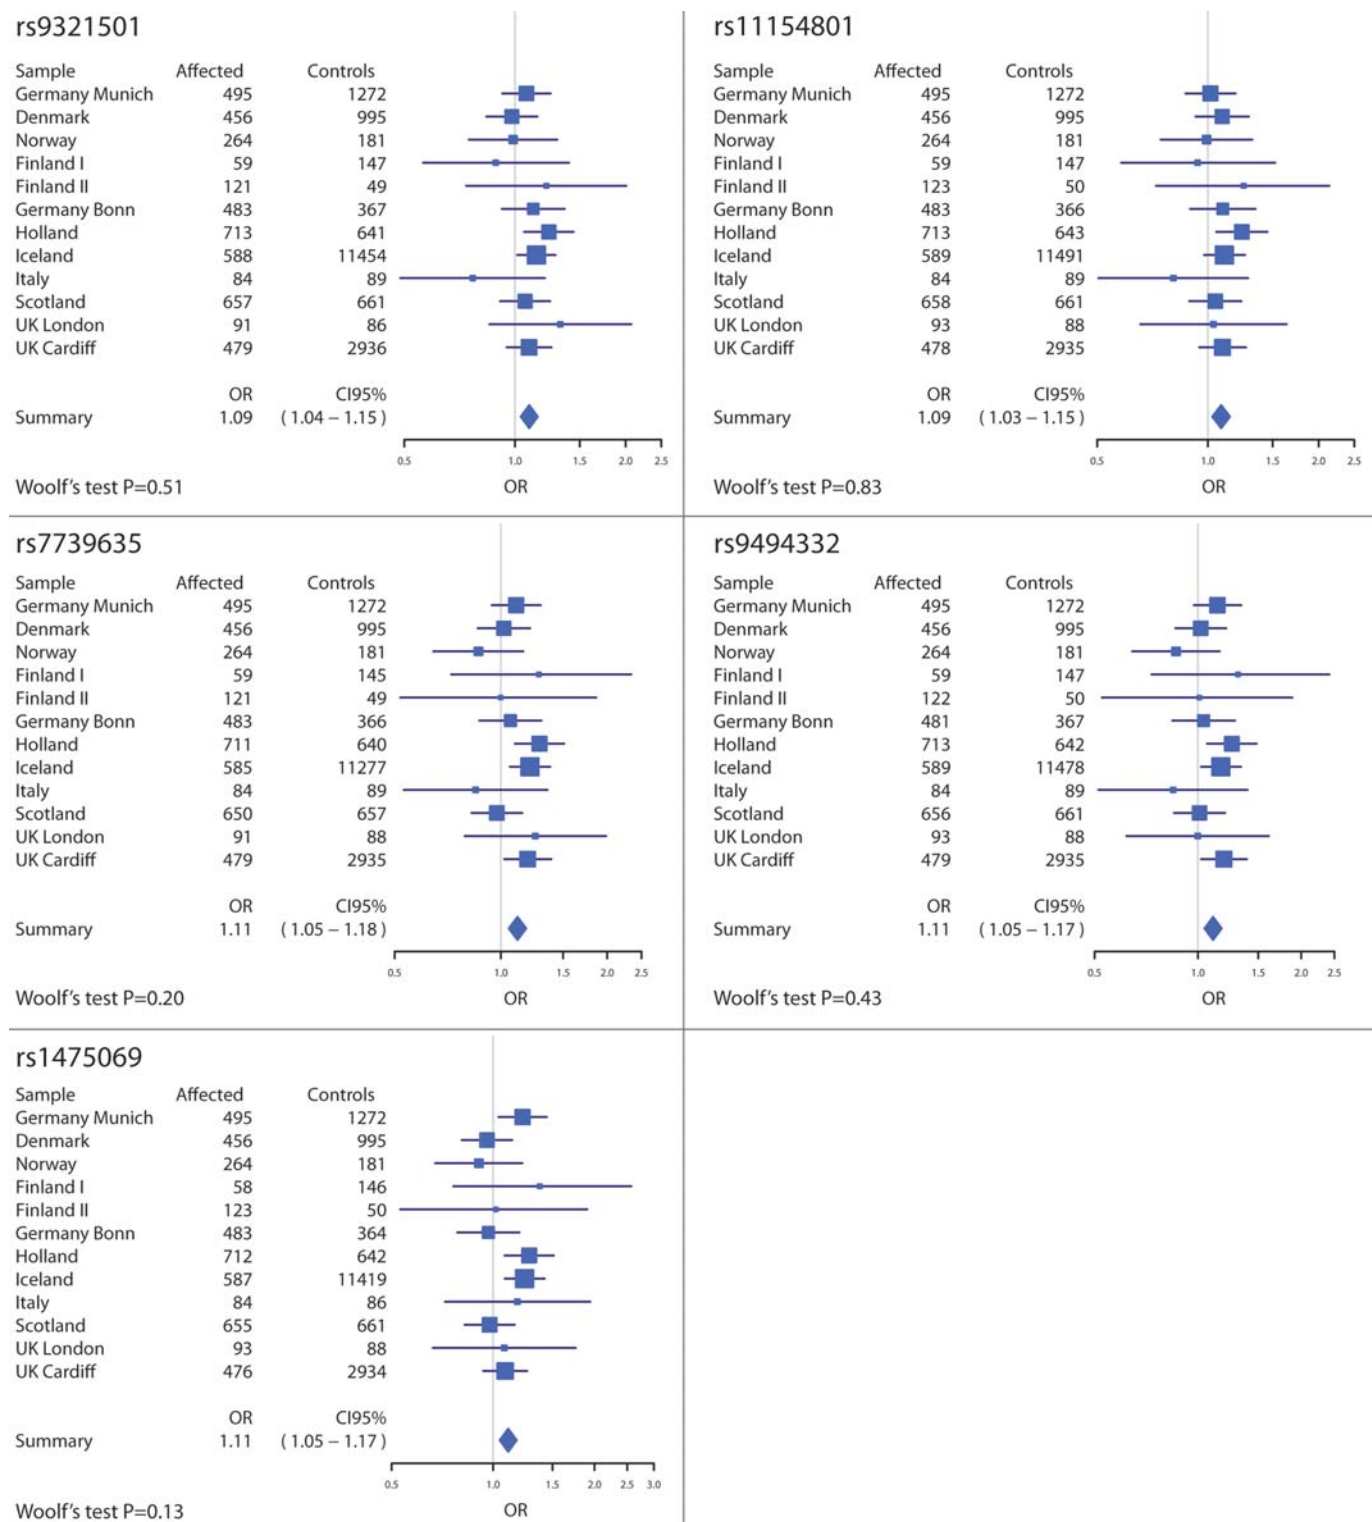 rs9321501
Sample Affected Controls
Germany Munich 495 1272
Denmark 456 995
Norway 264 181
Finland I 59 147
Finland II 121 49
Germany Bonn 483 367
Holland 713 641
Iceland 588 11454
Italy 84 89
Scotland 657 661
UK London 91 86
UK Cardiff 479 2936
OR CI95%
Summary 1.09 ( 1.04 – 1.15 )
0.5 1.0 1.5 2.0 2.5
Woolf's test P=0.51 OR
rs11154801
Sample Affected Controls
Germany Munich 495 1272
Denmark 456 995
Norway 264 181
Finland I 59 147
Finland II 123 50
Germany Bonn 483 366
Holland 713 643
Iceland 589 11491
Italy 84 89
Scotland 658 661
UK London 93 88
UK Cardiff 478 2935
OR CI95%
Summary 1.09 ( 1.03 – 1.15 )
0.5 1.0 1.5 2.0 2.5
Woolf's test P=0.83 OR
rs7739635
Sample Affected Controls
Germany Munich 495 1272
Denmark 456 995
Norway 264 181
Finland I 59 145
Finland II 121 49
Germany Bonn 483 366
Holland 711 640
Iceland 585 11277
Italy 84 89
Scotland 650 657
UK London 91 88
UK Cardiff 479 2935
OR CI95%
Summary 1.11 ( 1.05 – 1.18 )
0.5 1.0 1.5 2.0 2.5
Woolf's test P=0.20 OR
rs9494332
Sample Affected Controls
Germany Munich 495 1272
Denmark 456 995
Norway 264 181
Finland I 59 147
Finland II 122 50
Germany Bonn 481 367
Holland 713 642
Iceland 589 11478
Italy 84 89
Scotland 656 661
UK London 93 88
UK Cardiff 479 2935
OR CI95%
Summary 1.11 ( 1.05 – 1.17 )
0.5 1.0 1.5 2.0 2.5
Woolf's test P=0.43 OR
rs1475069
Sample Affected Controls
Germany Munich 495 1272
Denmark 456 995
Norway 264 181
Finland I 58 146
Finland II 123 50
Germany Bonn 483 364
Holland 712 642
Iceland 587 11419
Italy 84 86
Scotland 655 661
UK London 93 88
UK Cardiff 476 2934
OR CI95%
Summary 1.11 ( 1.05 – 1.17 )
0.5 1.0 1.5 2.0 2.5 3.0
Woolf's test P=0.13 OR